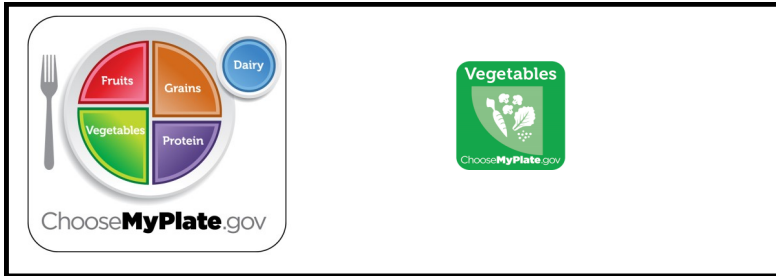 Fruits
Grains
Dairy
Vegetables
Protein
ChooseMyPlate.gov
Vegetables
ChooseMyPlate.gov